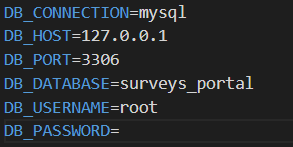 DB_CONNECTION=mysql
DB_HOST=127.0.0.1
DB_PORT=3306
DB_DATABASE=surveys_portal
DB_USERNAME=root
DB_PASSWORD=